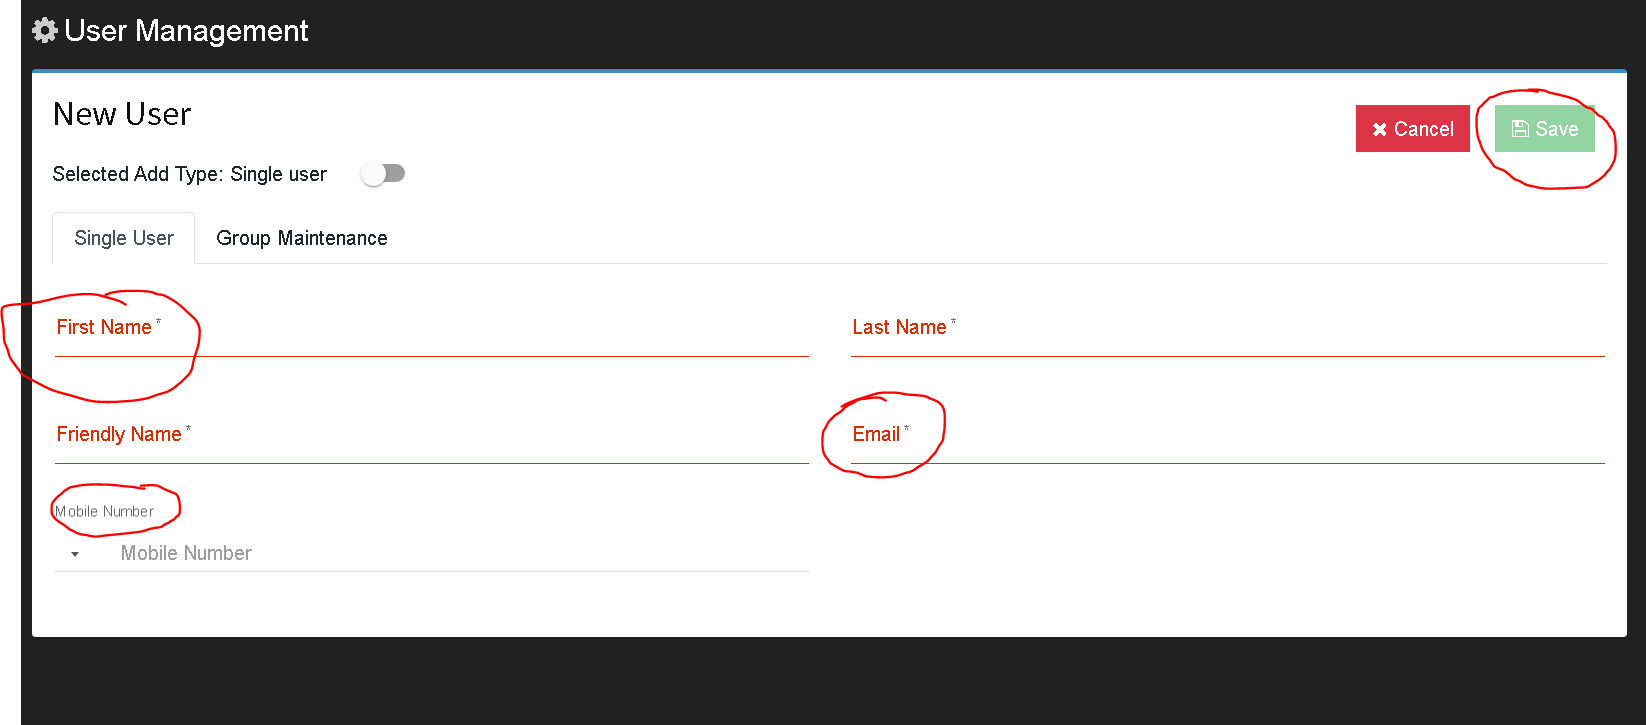 User Management
New User
Cancel
Save
Selected Add Type: Single user
Single User
Group Maintenance
First Name *
Last Name *
Friendly Name *
Email *
Mobile Number
Mobile Number